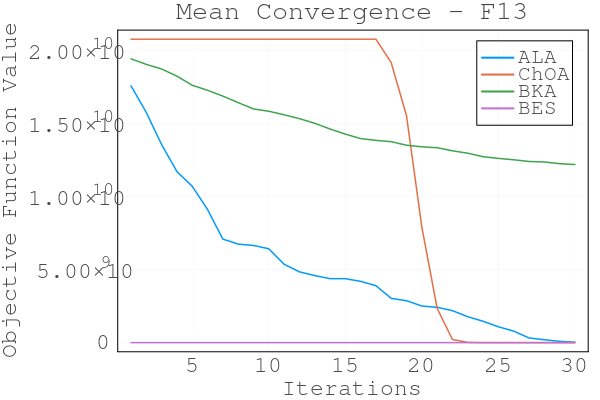 Mean Convergence - F13
Objective Function Value
2.00×10^10
1.50×10^10
1.00×10^10
5.00×10^9
0
5 10 15 20 25 30
Iterations
ALA
ChOA
BKA
BES